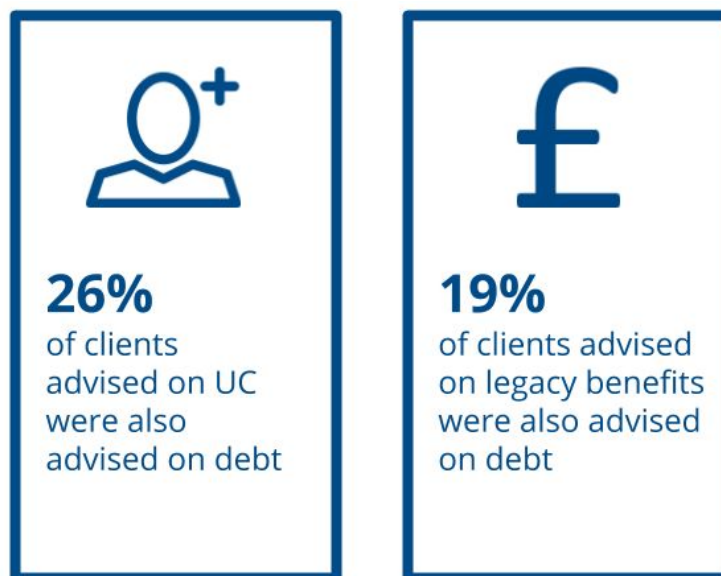 £
26%
of clients
advised on UC
were also
advised on debt
19%
of clients advised
on legacy benefits
were also advised
on debt